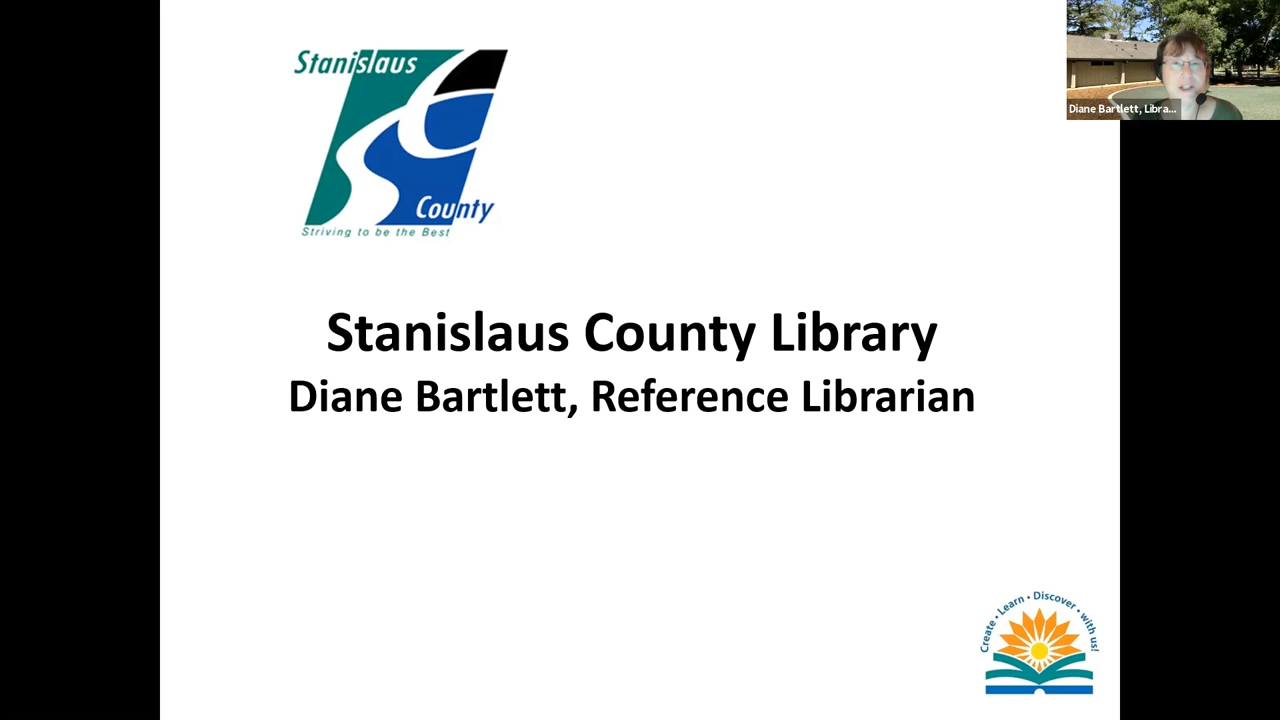 Stanislaus
County
Striving to be the Best
Diane Bartlett, Libra...
Stanislaus County Library
Diane Bartlett, Reference Librarian
Create • Learn • Discover • with us!